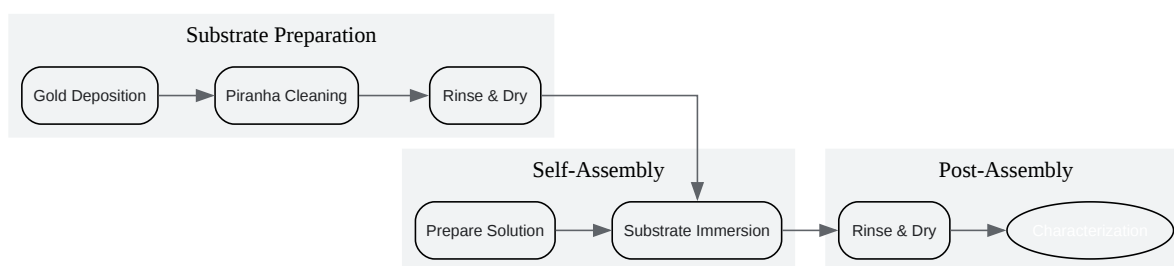 Substrate Preparation
Gold Deposition
Piranha Cleaning
Rinse & Dry
Self-Assembly
Prepare Solution
Substrate Immersion
Post-Assembly
Rinse & Dry
Characterization